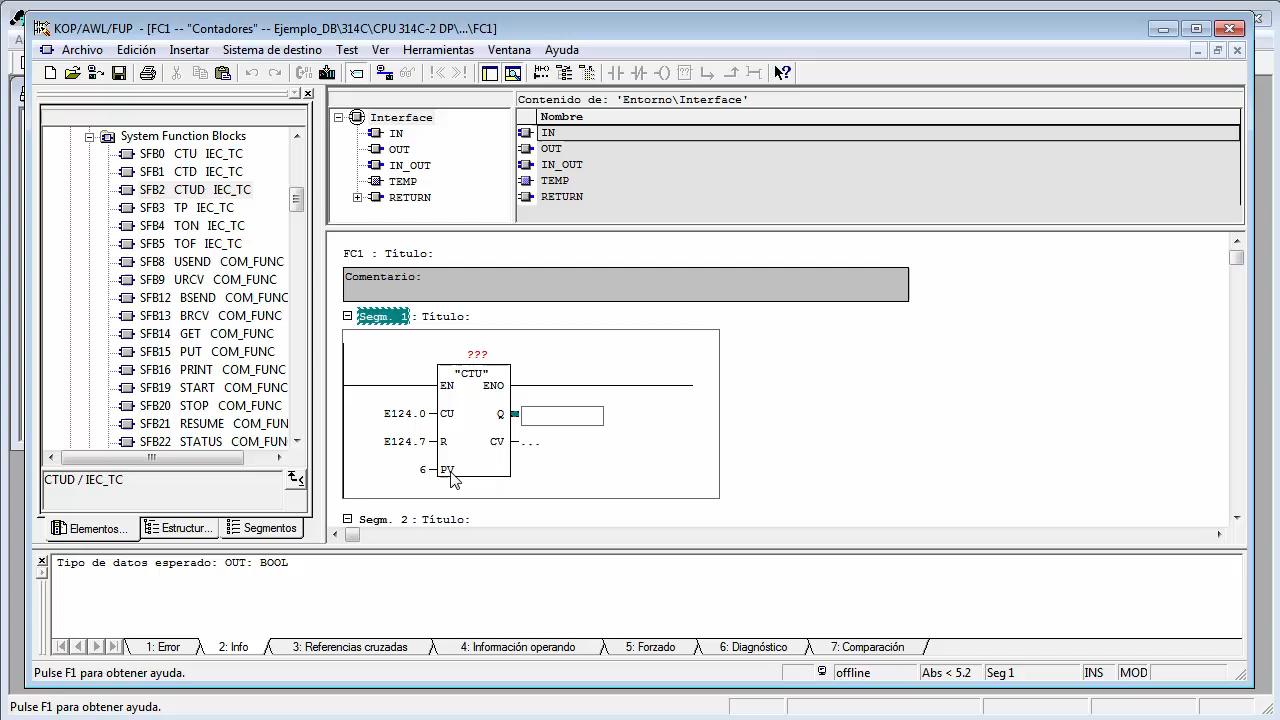 KOP/AWL/FUP - [FC1 -- "Contadores" -- Ejemplo_DB\314C\CPU 314C-2 DP\...\FC1]
Archivo Edición Insertar Sistema de destino Test Ver Herramientas Ventana Ayuda
System Function Blocks
SFB0 CTU IEC_TC
SFB1 CTD IEC_TC
SFB2 CTUD IEC_TC
SFB3 TP IEC_TC
SFB4 TON IEC_TC
SFB5 TOF IEC_TC
SFB8 USEND COM_FUNC
SFB9 URCV COM_FUNC
SFB12 BSEND COM_FUNC
SFB13 BRCV COM_FUNC
SFB14 GET COM_FUNC
SFB15 PUT COM_FUNC
SFB16 PRINT COM_FUNC
SFB19 START COM_FUNC
SFB20 STOP COM_FUNC
SFB21 RESUME COM_FUN
SFB22 STATUS COM_FUN
CTUD / IEC_TC
Elementos... Estructur... Segmentos
Interface
IN
OUT
IN_OUT
TEMP
RETURN
Contenido de: 'Entorno\Interface'
Nombre
IN
OUT
IN_OUT
TEMP
RETURN
FC1 : Título:
Comentario:
Segm. 1 : Título:
???
"CTU"
EN ENO
E124.0 CU Q
E124.7 R CV ...
6 PV
Segm. 2 : Título:
Tipo de datos esperado: OUT: BOOL
1: Error 2: Info 3: Referencias cruzadas 4: Información operando 5: Forzado 6: Diagnóstico 7: Comparación
Pulse F1 para obtener ayuda. offline Abs < 5.2 Seg 1 INS MOD
Pulse F1 para obtener ayuda.